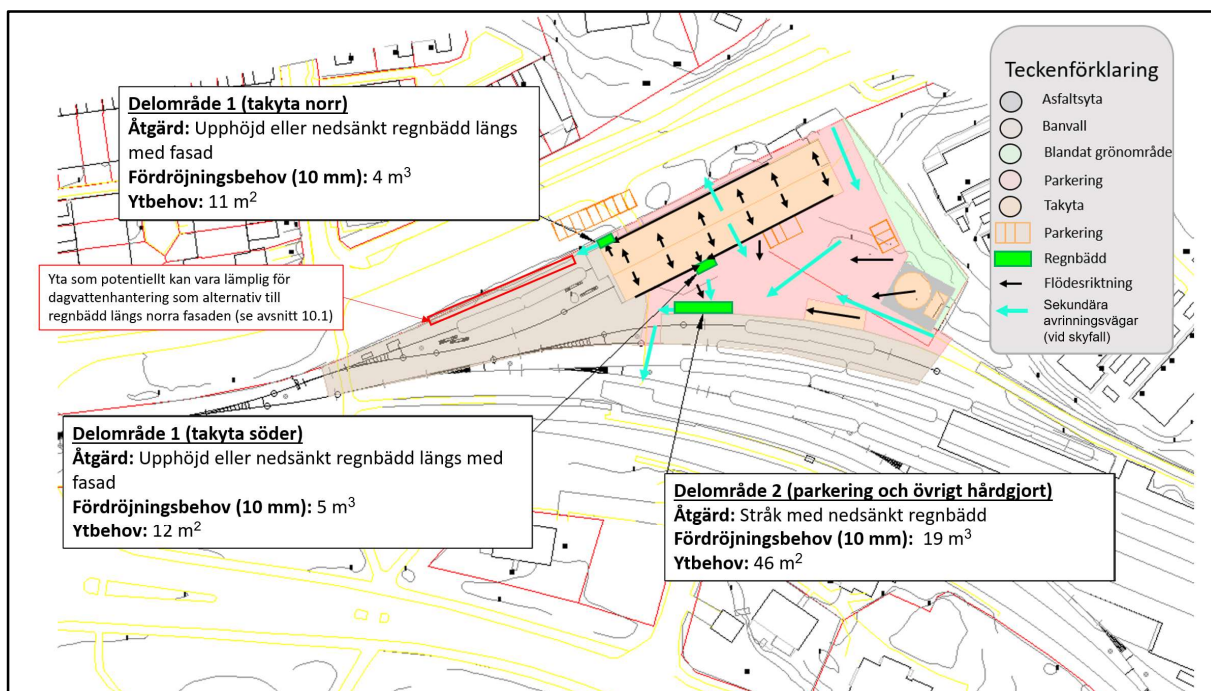 Delområde 1 (takyta norr)
Åtgärd: Upphöjd eller nedsänkt regnbädd längs
med fasad
Fördröjningsbehov (10 mm): 4 m³
Ytbehov: 11 m²
Yta som potentiellt kan vara lämplig för
dagvattenhantering som alternativ till
regnbädd längs norra fasaden (se avsnitt 10.1)
Delområde 1 (takyta söder)
Åtgärd: Upphöjd eller nedsänkt regnbädd längs med
fasad
Fördröjningsbehov (10 mm): 5 m³
Ytbehov: 12 m²
Delområde 2 (parkering och övrigt hårdgjort)
Åtgärd: Stråk med nedsänkt regnbädd
Fördröjningsbehov (10 mm): 19 m³
Ytbehov: 46 m²
Teckenförklaring
Asfaltsyta
Banvall
Blandat grönområde
Parkering
Takyta
Parkering
Regnbädd
Flödesriktning
Sekundära
avrinningsvägar
(vid skyfall)